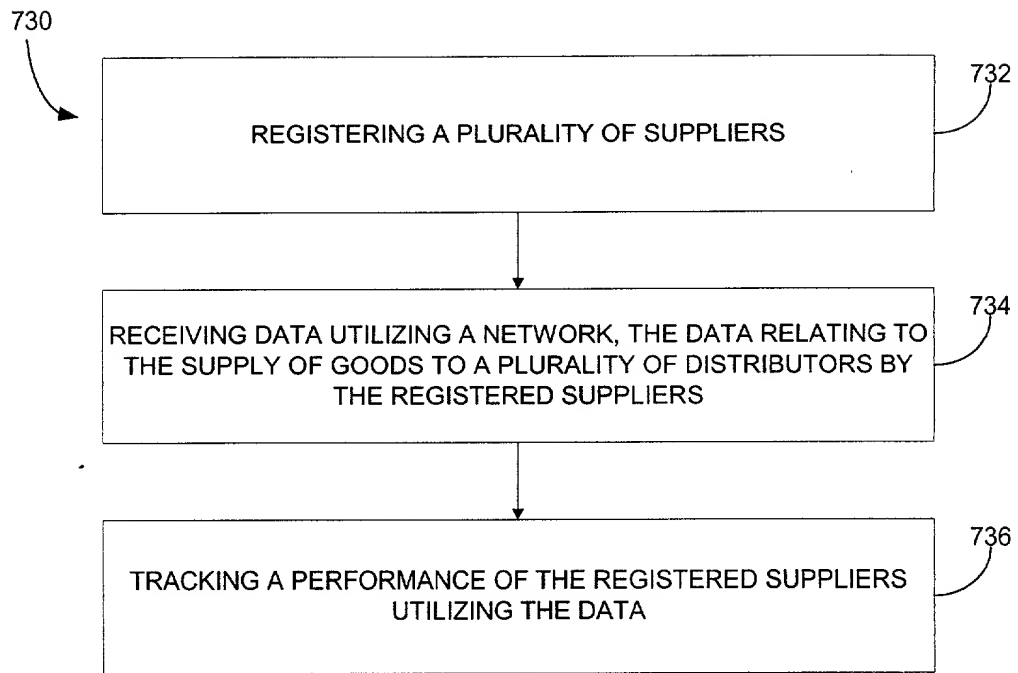 730
732
REGISTERING A PLURALITY OF SUPPLIERS
734
RECEIVING DATA UTILIZING A NETWORK, THE DATA RELATING TO
THE SUPPLY OF GOODS TO A PLURALITY OF DISTRIBUTORS BY
THE REGISTERED SUPPLIERS
736
TRACKING A PERFORMANCE OF THE REGISTERED SUPPLIERS
UTILIZING THE DATA